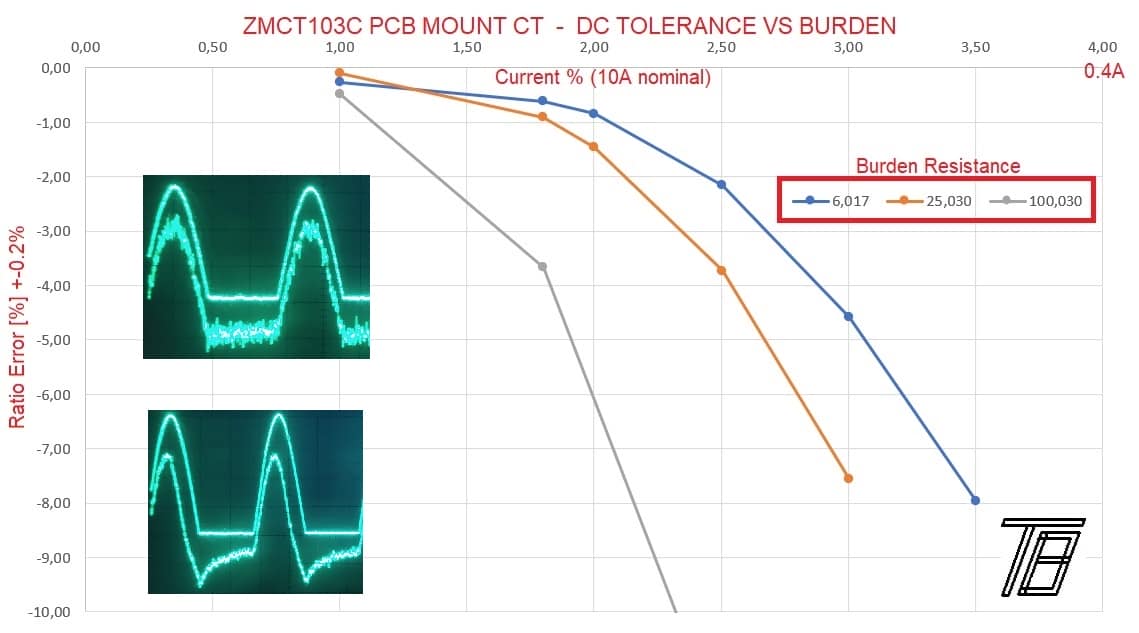 ZMCT103C PCB MOUNT CT - DC TOLERANCE VS BURDEN
0,00 0,50 1,00 1,50 2,00 2,50 3,00 3,50 4,00
0.4A
Current % (10A nominal)
0,00
-1,00
-2,00
-3,00
-4,00
-5,00
-6,00
-7,00
-8,00
-9,00
-10,00
Ratio Error [%] +-0.2%
Burden Resistance
6,017 25,030 100,030